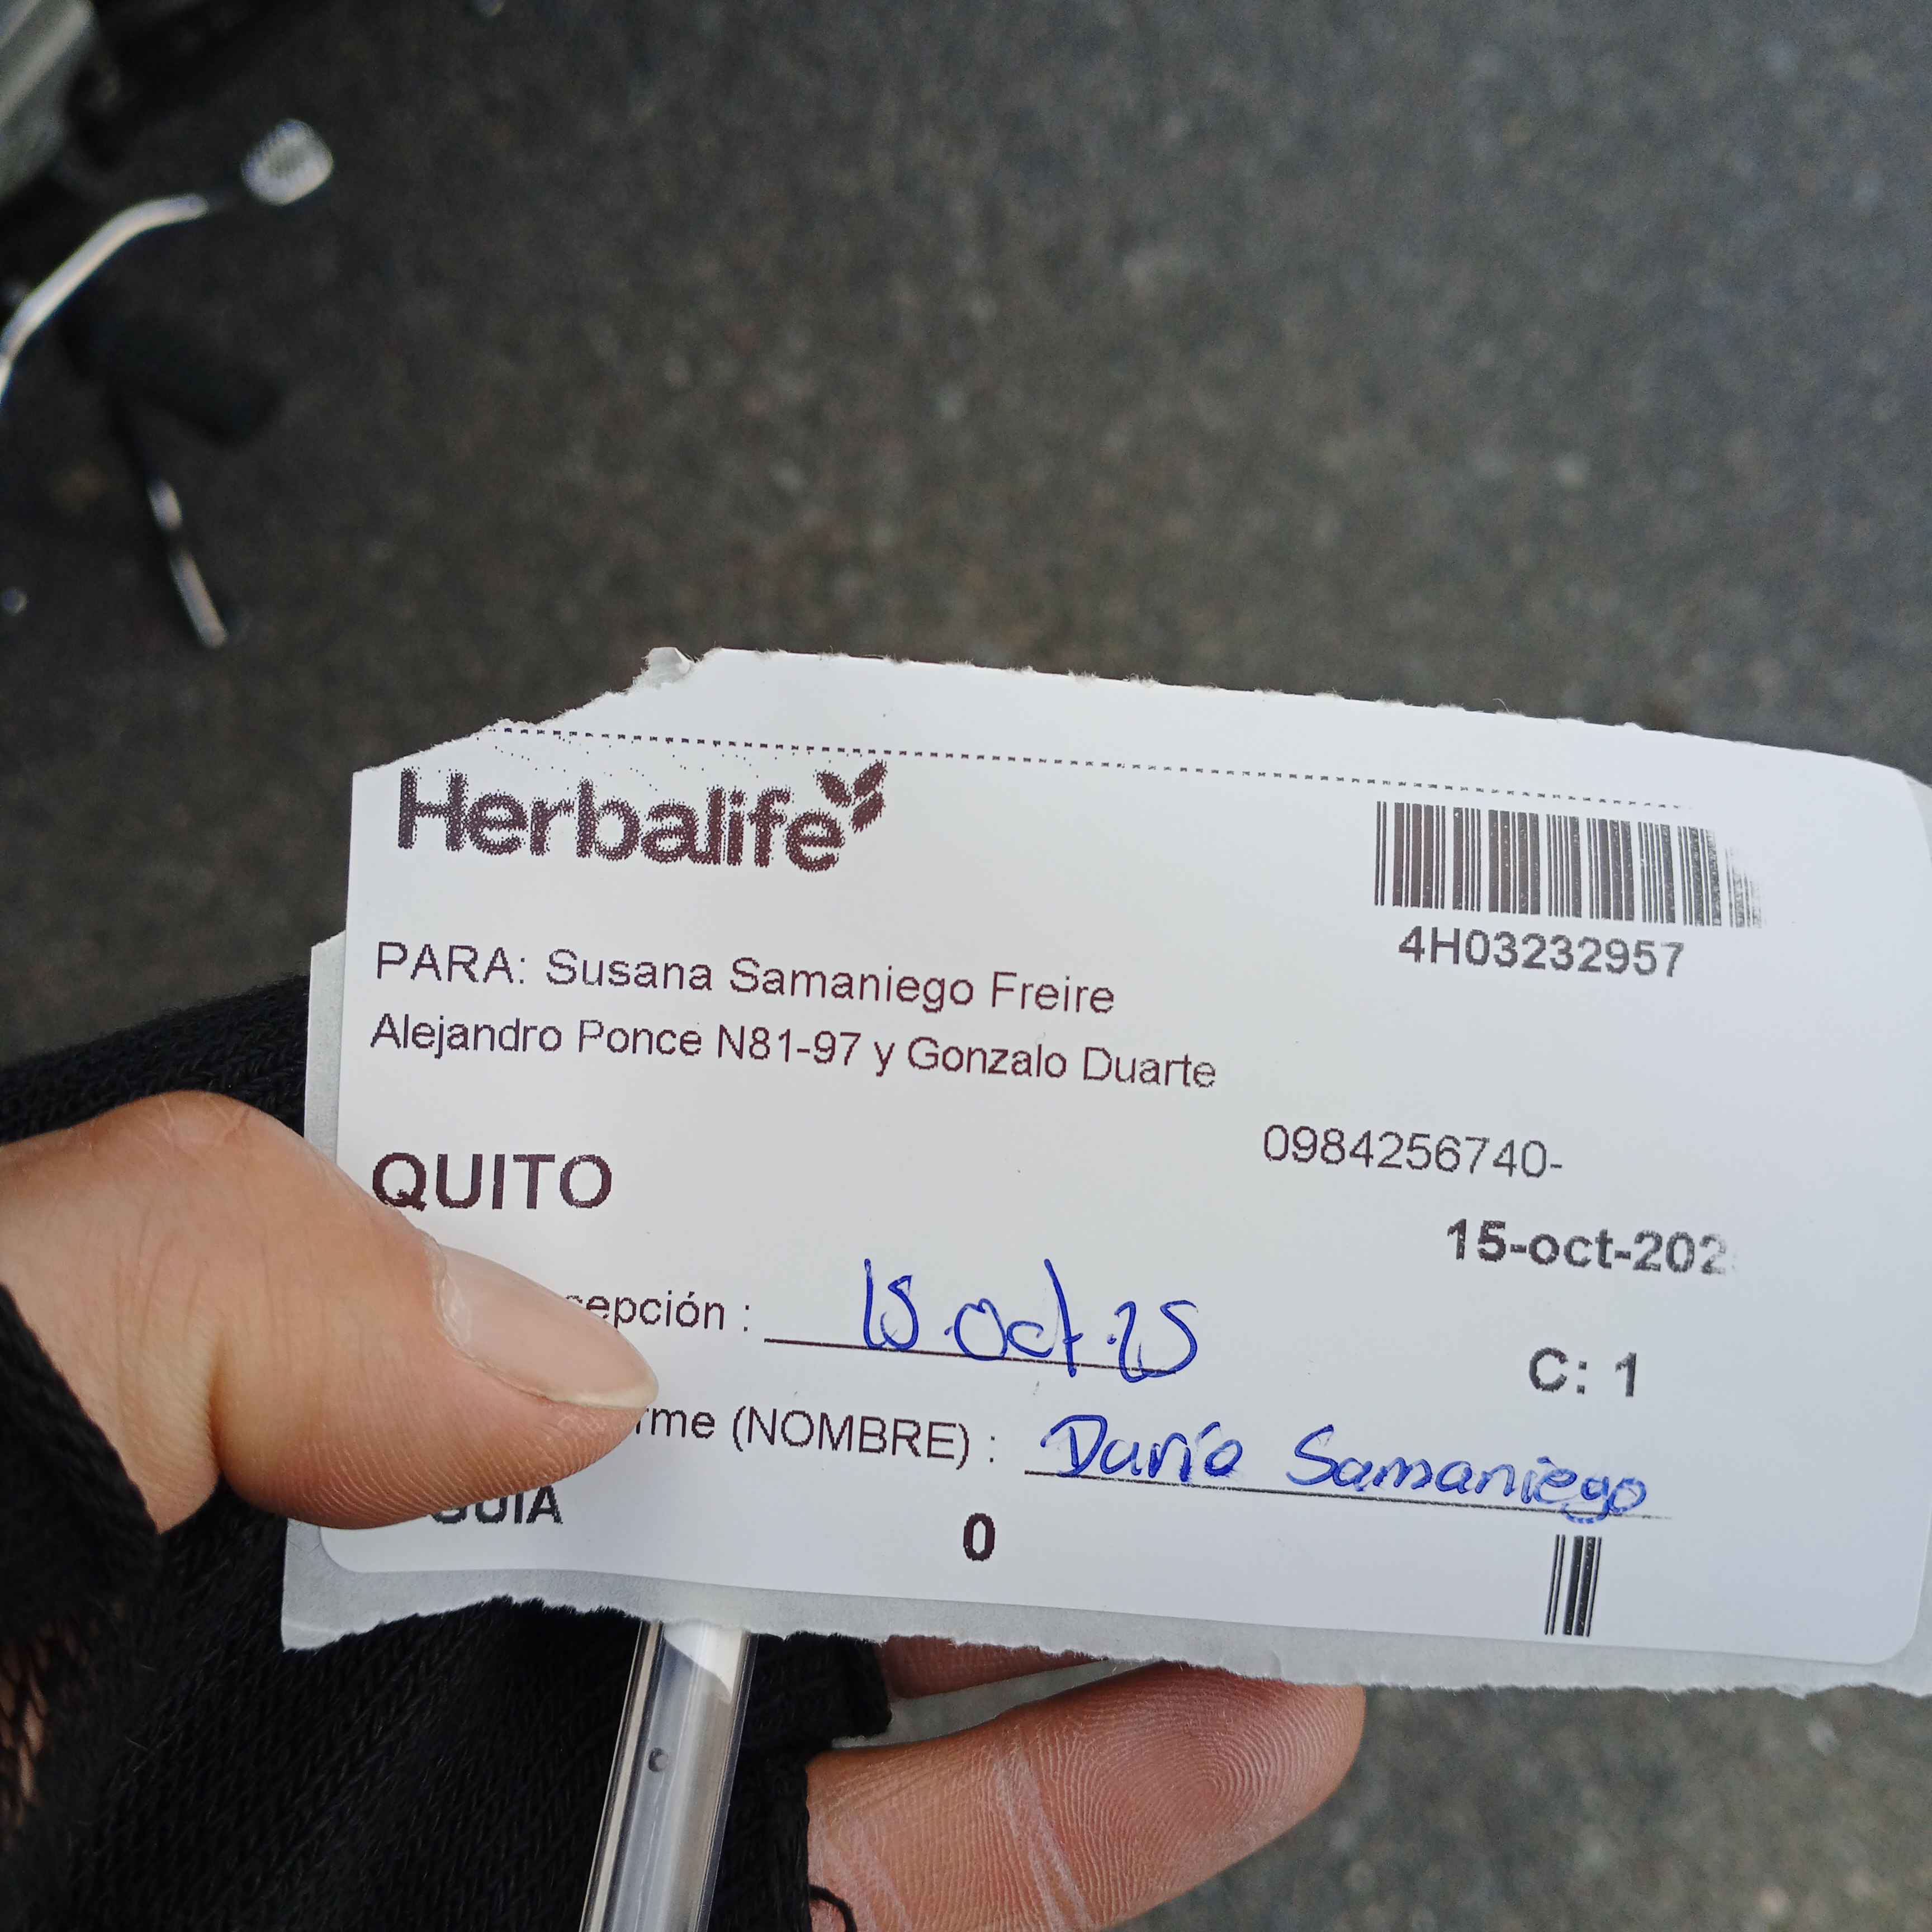 Herbalife
4H03232957
PARA: Susana Samaniego Freire
Alejandro Ponce N81-97 y Gonzalo Duarte
0984256740-
QUITO
15-oct-202
epción : 15.Oct.25
C: 1
rme (NOMBRE) : Darío Samaniego
GUIA 0